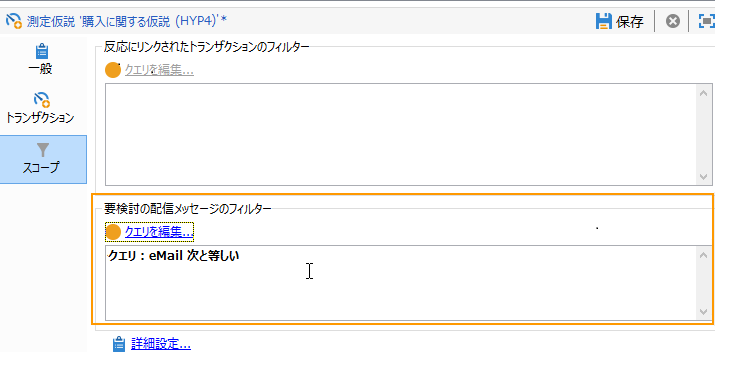 測定仮説 '購入に関する仮説 (HYP4)'*
保存
一般
トランザクション
スコープ
反応にリンクされたトランザクションのフィルター
クエリを編集...
要検討の配信メッセージのフィルター
クエリを編集...
クエリ : eMail 次と等しい
詳細設定...